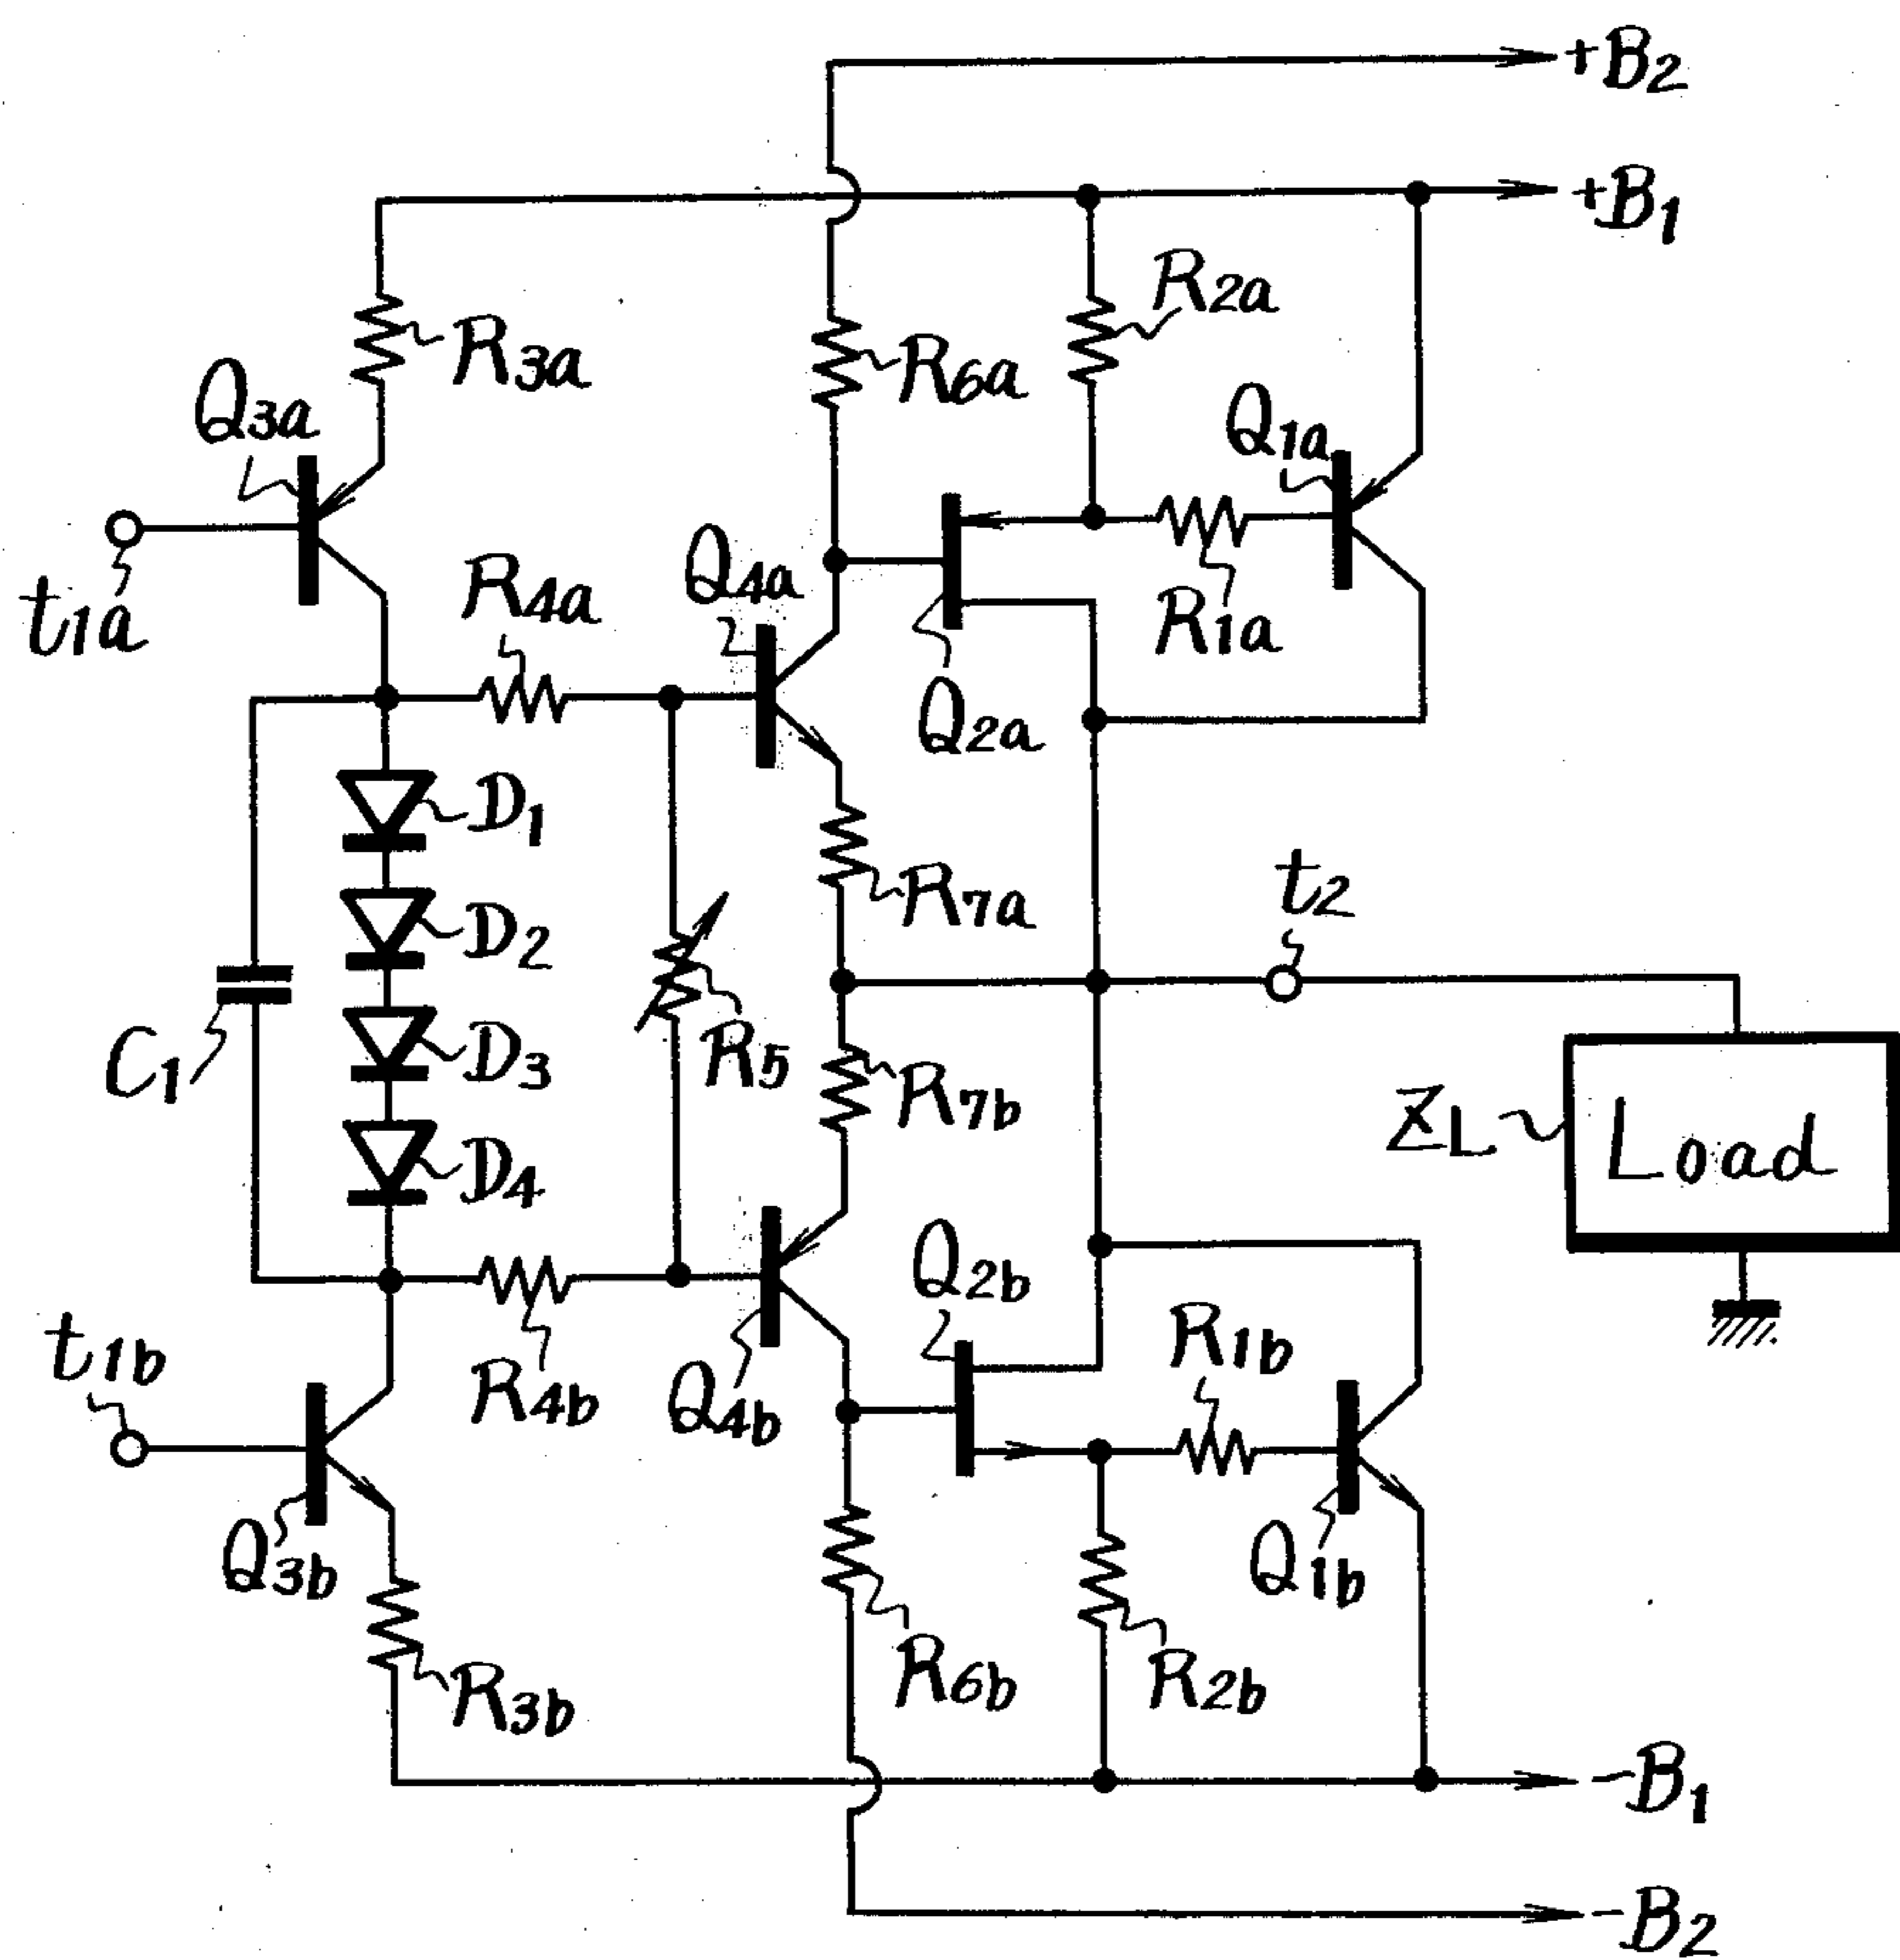 +B2
+B1
R2a
R3a
R6a
Q3a
Q1a
t1a
R4a
Q4a
R1a
Q2a
D1
R7a
t2
D2
C1
D3
R5
R7b
ZL
Load
D4
Q2b
t1b
R4b
Q4b
R1b
Q3b
Q1b
R3b
R6b
R2b
-B1
-B2